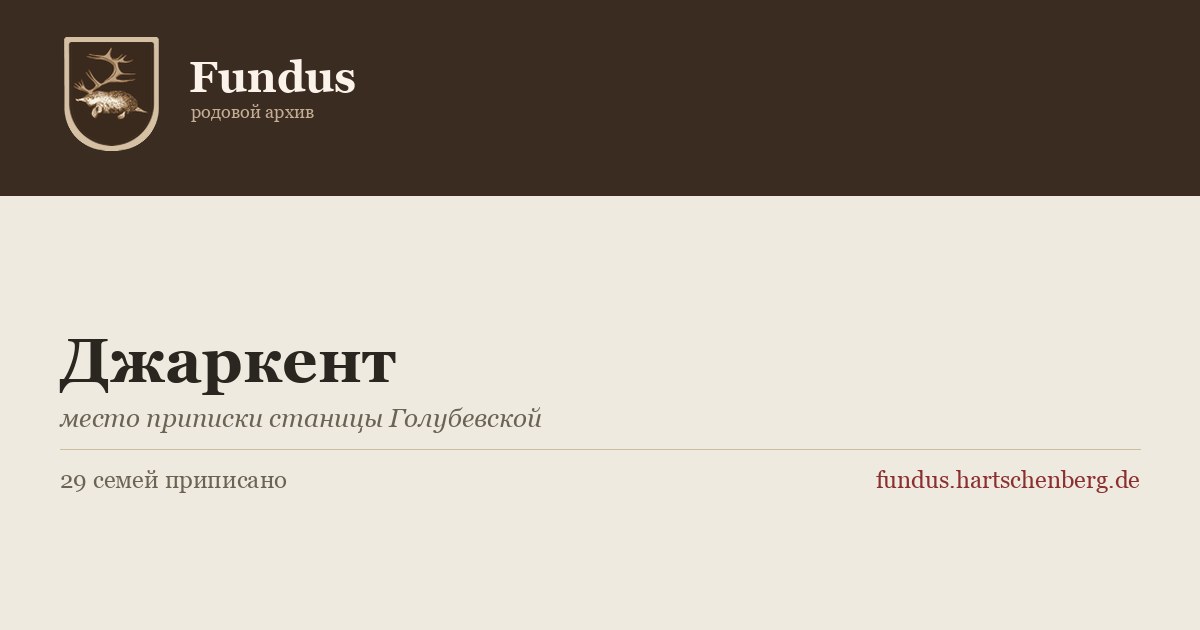 Fundus
родовой архив
Джаркент
место приписки станицы Голубевской
29 семей приписано
fundus.hartschenberg.de